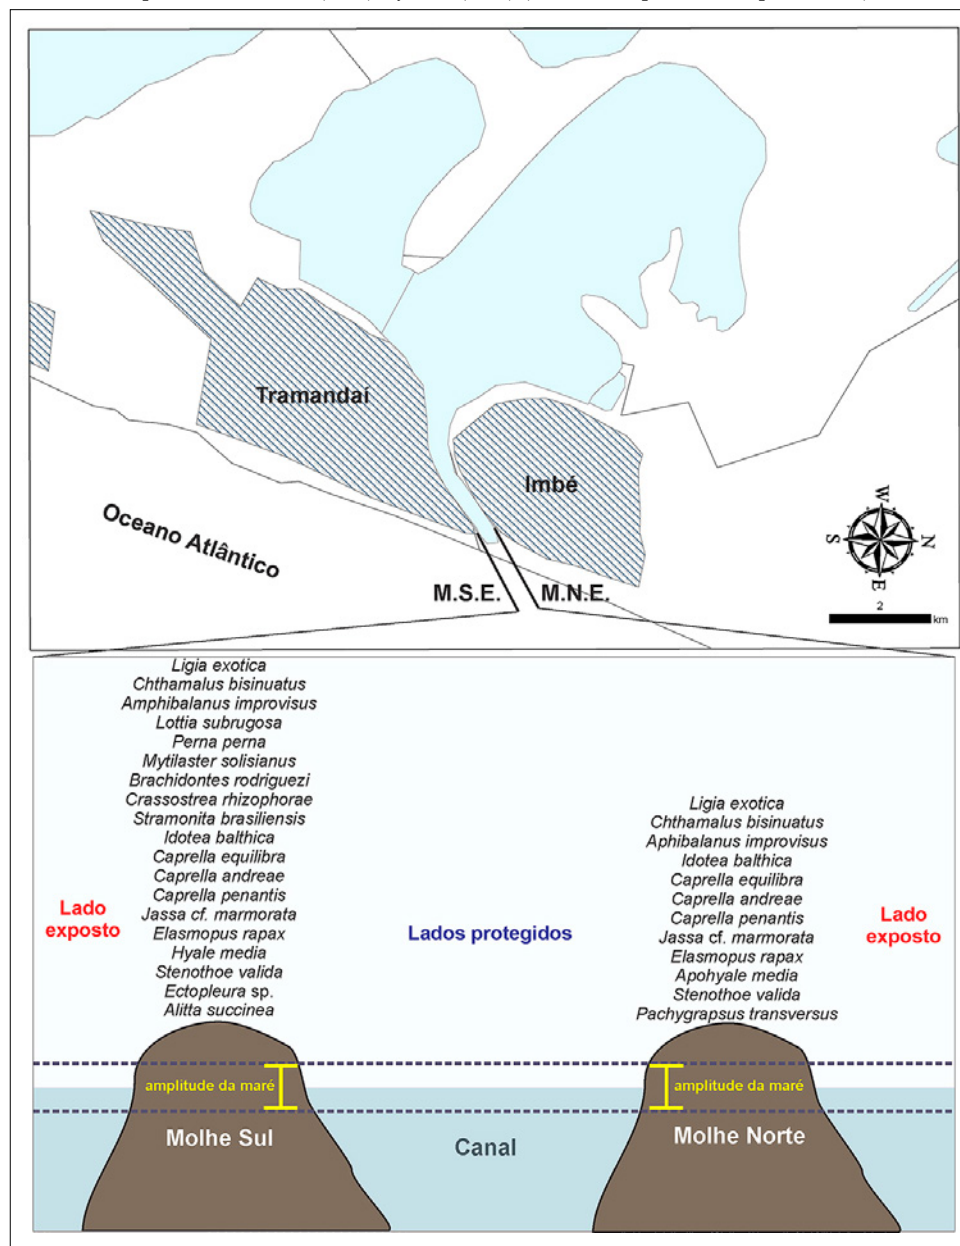 Tramandaí
Imbé
Oceano Atlântico
M.S.E.
M.N.E.
W
S
N
E
2
km
Ligia exotica
Chthamalus bisinuatus
Amphibalanus improvisus
Lottia subrugosa
Perna perna
Mytilaster solisianus
Brachidontes rodriguezi
Crassostrea rhizophorae
Stramonita brasiliensis
Idotea balthica
Caprella equilibra
Caprella andreae
Caprella penantis
Jassa cf. marmorata
Elasmopus rapax
Hyale media
Stenothoe valida
Ectopleura sp.
Alitta succinea
Lado
exposto
Lados protegidos
Ligia exotica
Chthamalus bisinuatus
Aphibalanus improvisus
Idotea balthica
Caprella equilibra
Caprella andreae
Caprella penantis
Jassa cf. marmorata
Elasmopus rapax
Apohyale media
Stenothoe valida
Pachygrapsus transversus
Lado
exposto
amplitude da maré
amplitude da maré
Molhe Sul
Canal
Molhe Norte